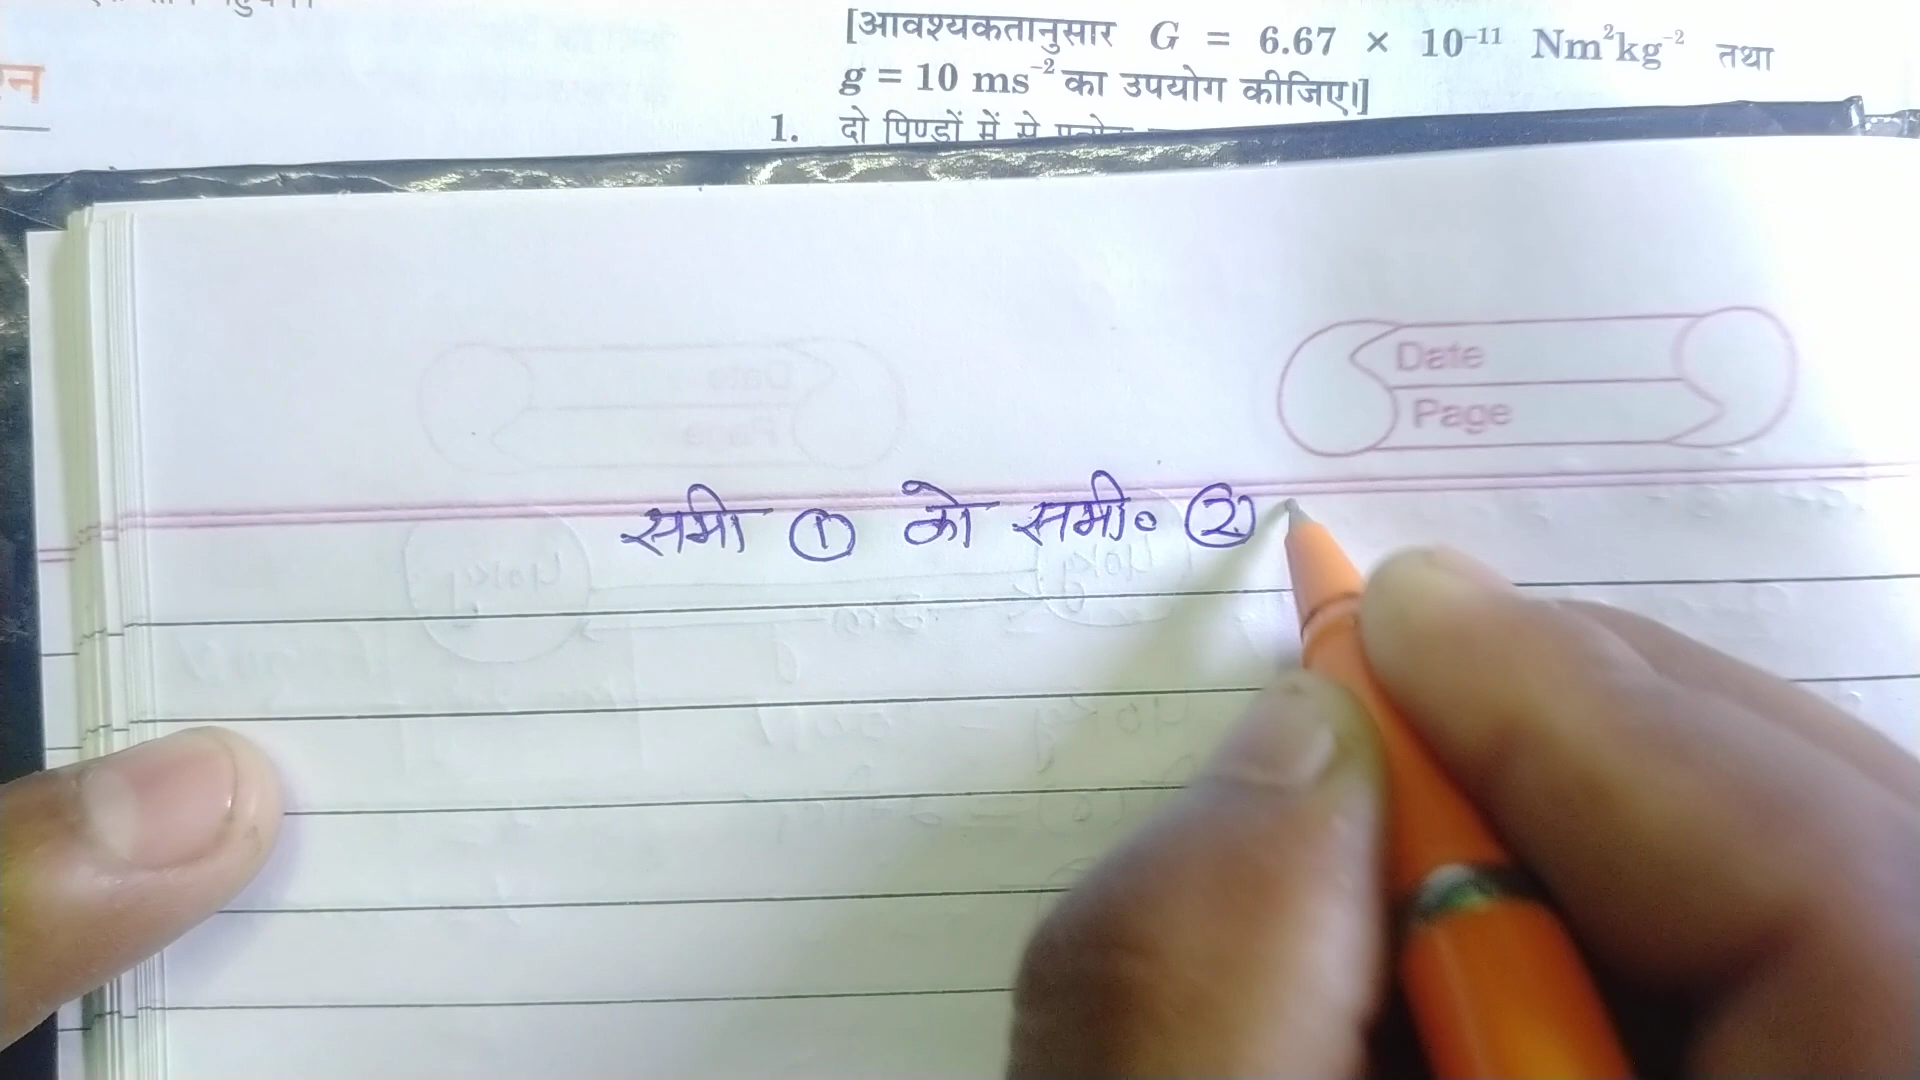 [आवश्यकतानुसार G = 6.67 × 10⁻¹¹ Nm²kg⁻² तथा
g = 10 ms⁻² का उपयोग कीजिए।]
1. दो पिण्डों में से
Date
Page
समी ① को समी॰ ②